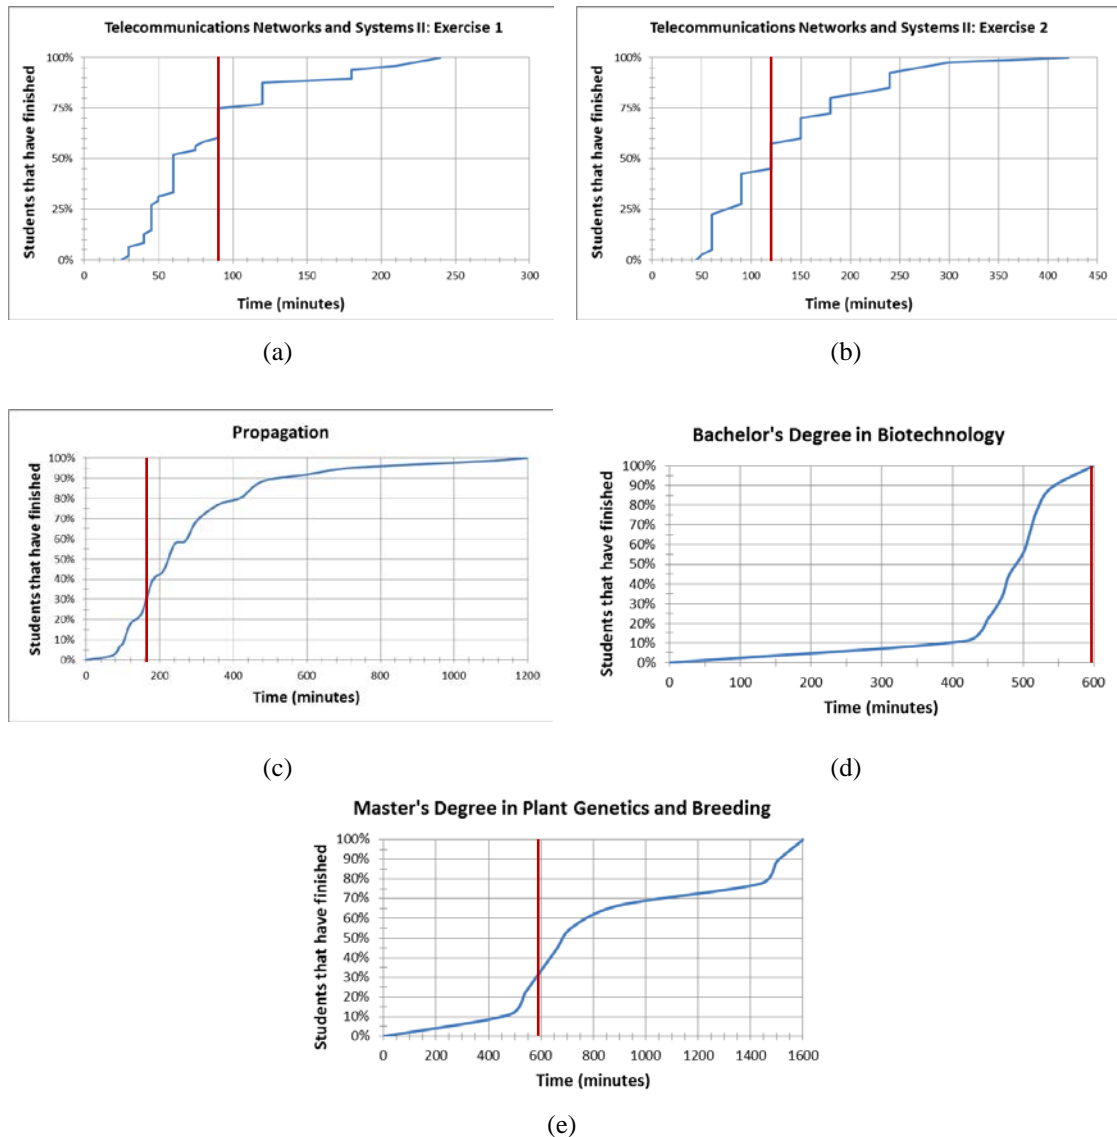 Telecommunications Networks and Systems II: Exercise 1
Students that have finished
100%
75%
50%
25%
0%
0 50 100 150 200 250 300
Time (minutes)
(a)
Telecommunications Networks and Systems II: Exercise 2
Students that have finished
100%
75%
50%
25%
0%
0 50 100 150 200 250 300 350 400 450
Time (minutes)
(b)
Propagation
Students that have finished
100%
90%
80%
70%
60%
50%
40%
30%
20%
10%
0%
0 200 400 600 800 1000 1200
Time (minutes)
(c)
Bachelor's Degree in Biotechnology
Students that have finished
100%
90%
80%
70%
60%
50%
40%
30%
20%
10%
0%
0 100 200 300 400 500 600
Time (minutes)
(d)
Master's Degree in Plant Genetics and Breeding
Students that have finished
100%
90%
80%
70%
60%
50%
40%
30%
20%
10%
0%
0 200 400 600 800 1000 1200 1400 1600
Time (minutes)
(e)